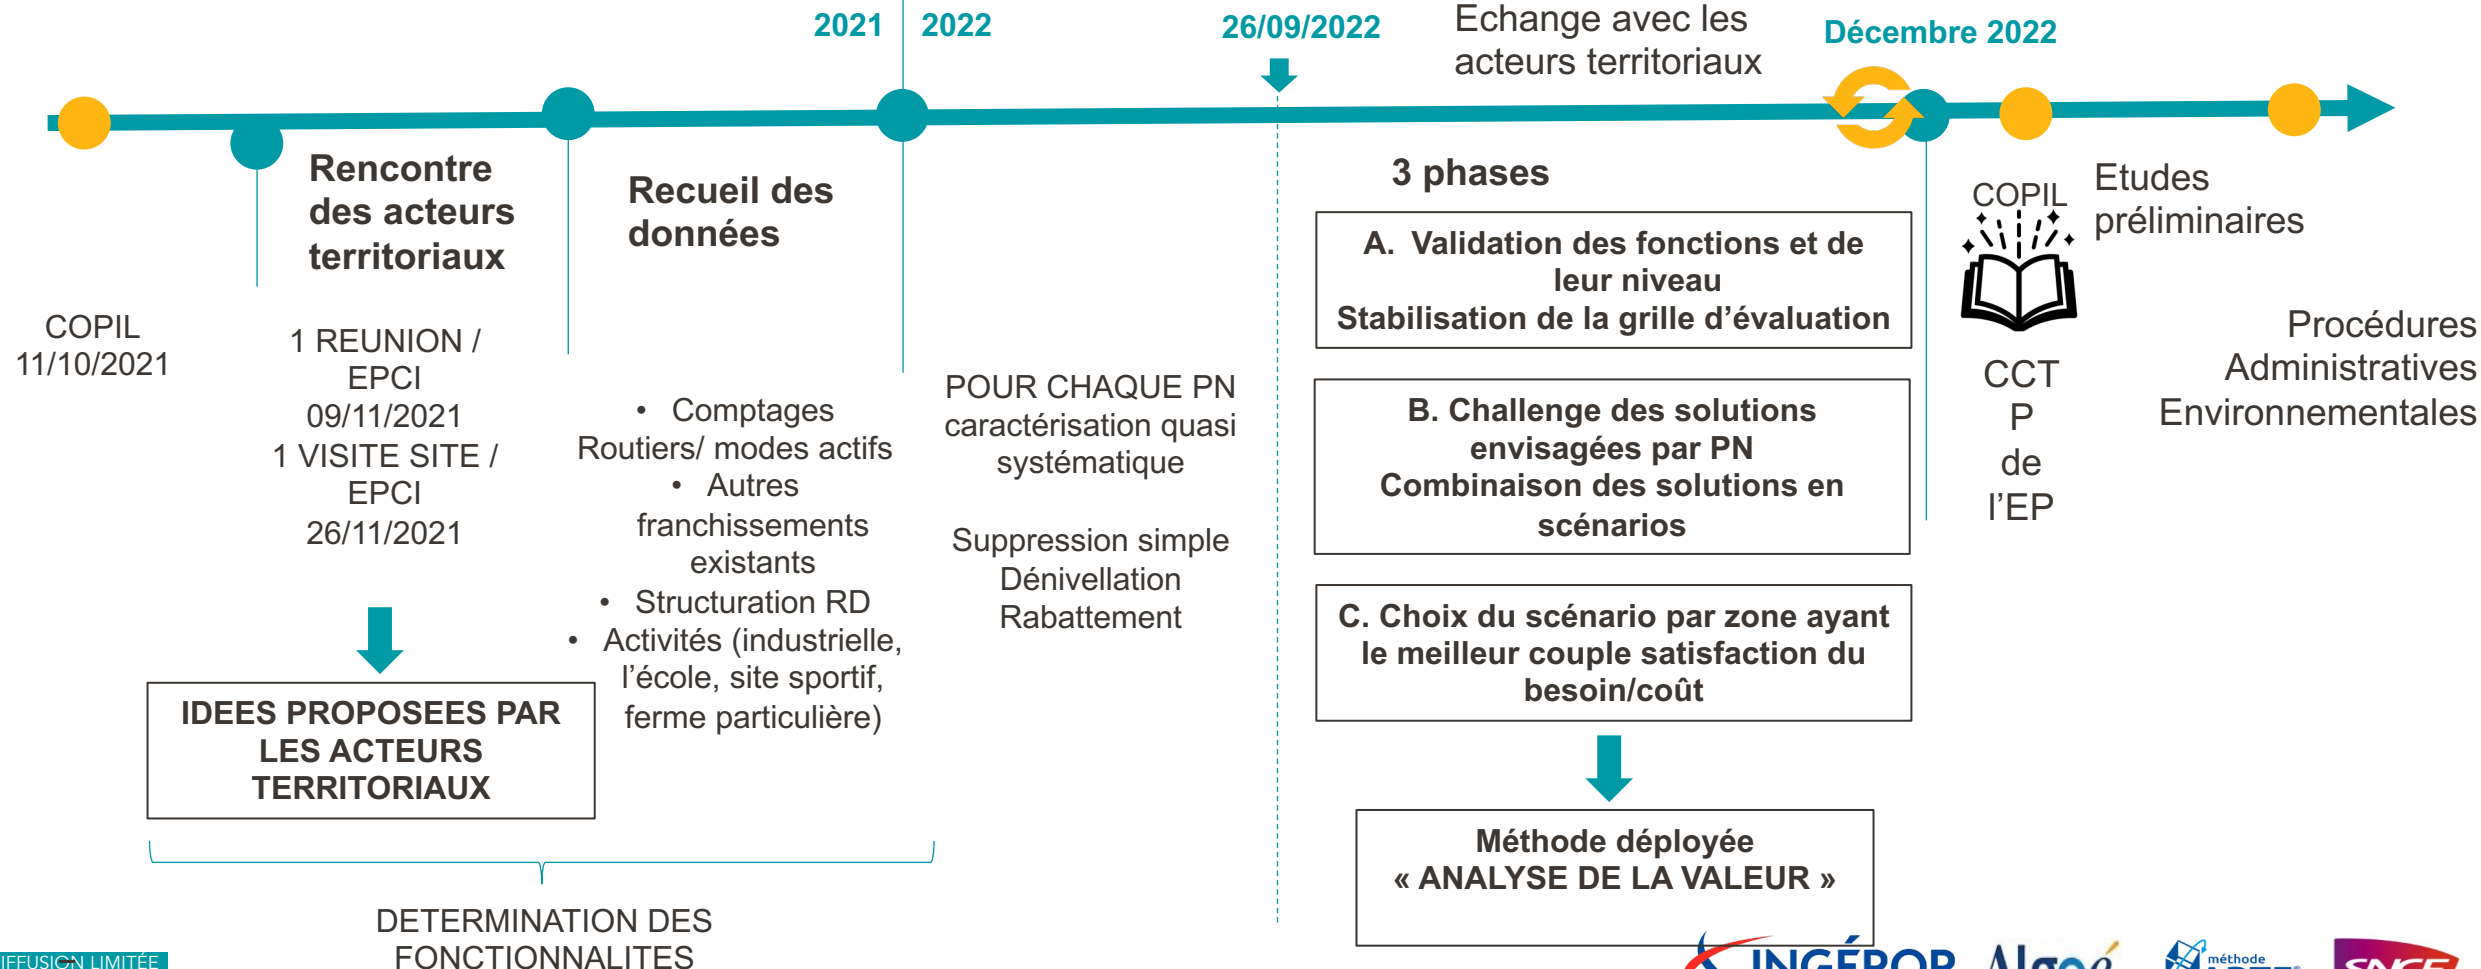 2021
2022
26/09/2022
Echange avec les
acteurs territoriaux
Décembre 2022
COPIL
11/10/2021
Rencontre
des acteurs
territoriaux
1 REUNION /
EPCI
09/11/2021
1 VISITE SITE /
EPCI
26/11/2021
IDEES PROPOSEES PAR
LES ACTEURS
TERRITORIAUX
Recueil des
données
• Comptages
Routiers/ modes actifs
• Autres
franchissements
existants
• Structuration RD
• Activités (industrielle,
l'école, site sportif,
ferme particulière)
DETERMINATION DES
FONCTIONNALITES
POUR CHAQUE PN
caractérisation quasi
systématique
Suppression simple
Dénivellation
Rabattement
3 phases
A. Validation des fonctions et de
leur niveau
Stabilisation de la grille d'évaluation
B. Challenge des solutions
envisagées par PN
Combinaison des solutions en
scénarios
C. Choix du scénario par zone ayant
le meilleur couple satisfaction du
besoin/coût
Méthode déployée
« ANALYSE DE LA VALEUR »
COPIL
CCT
P
de
l'EP
Etudes
préliminaires
Procédures
Administratives
Environnementales
IFFUSION LIMITÉE
INGÉROP
Algoé
méthode
SNCF